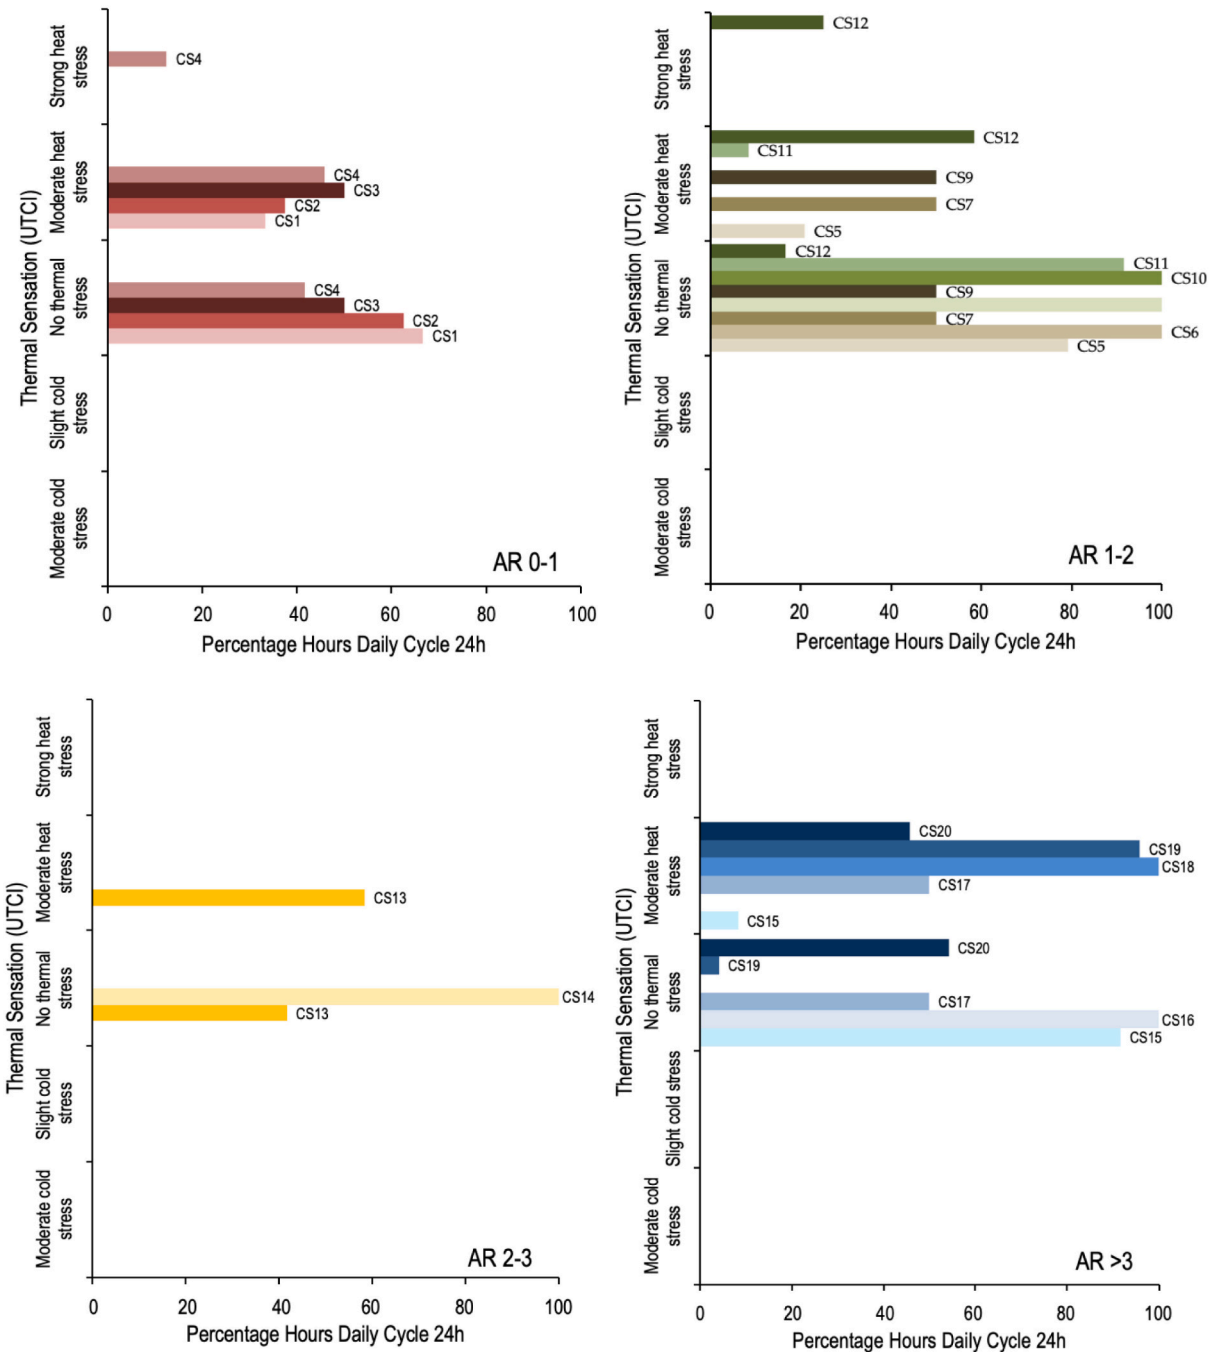 Thermal Sensation (UTCI)
Strong heat
stress
Moderate heat
stress
No thermal
stress
Slight cold
stress
Moderate cold
stress
CS4
CS4
CS3
CS2
CS1
CS4
CS3
CS2
CS1
AR 0-1
0 20 40 60 80 100
Percentage Hours Daily Cycle 24h
Thermal Sensation (UTCI)
Strong heat
stress
Moderate heat
stress
No thermal
stress
Slight cold
stress
Moderate cold
stress
CS12
CS12
CS11
CS9
CS7
CS5
CS12
CS11
CS10
CS9
CS7
CS6
CS5
AR 1-2
0 20 40 60 80 100
Percentage Hours Daily Cycle 24h
Thermal Sensation (UTCI)
Strong heat
stress
Moderate heat
stress
No thermal
stress
Slight cold
stress
Moderate cold
stress
CS13
CS14
CS13
AR 2-3
0 20 40 60 80 100
Percentage Hours Daily Cycle 24h
Thermal Sensation (UTCI)
Strong heat
stress
Moderate heat
stress
No thermal
stress
Slight cold stress
Moderate cold
stress
CS20
CS19
CS18
CS17
CS15
CS20
CS19
CS17
CS16
CS15
AR >3
0 20 40 60 80 100
Percentage Hours Daily Cycle 24h